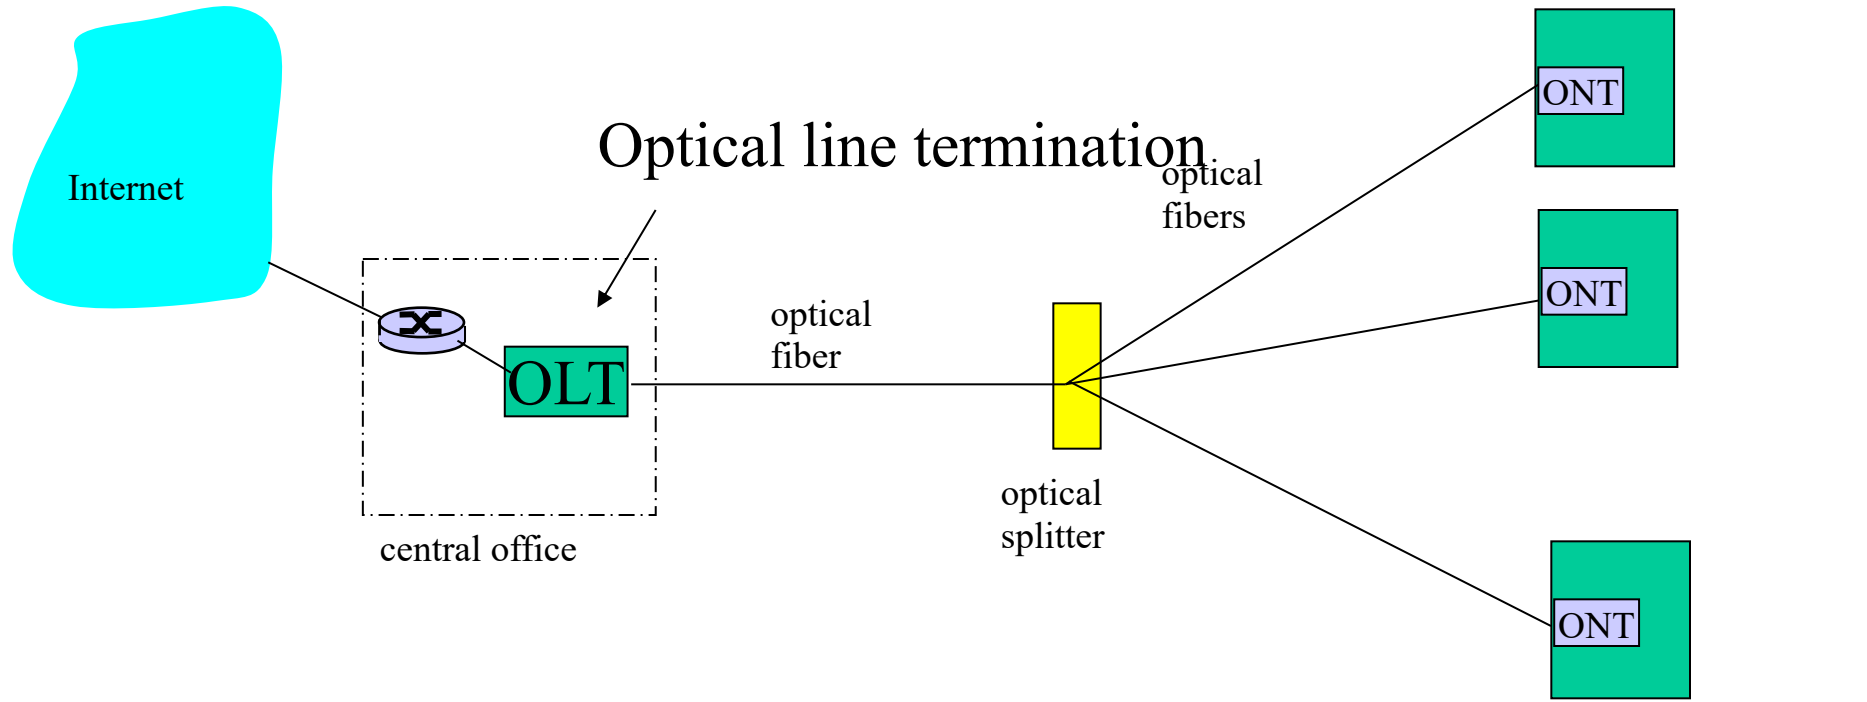 Internet
Optical line termination
optical
fibers
ONT
ONT
optical
fiber
OLT
optical
splitter
central office
ONT